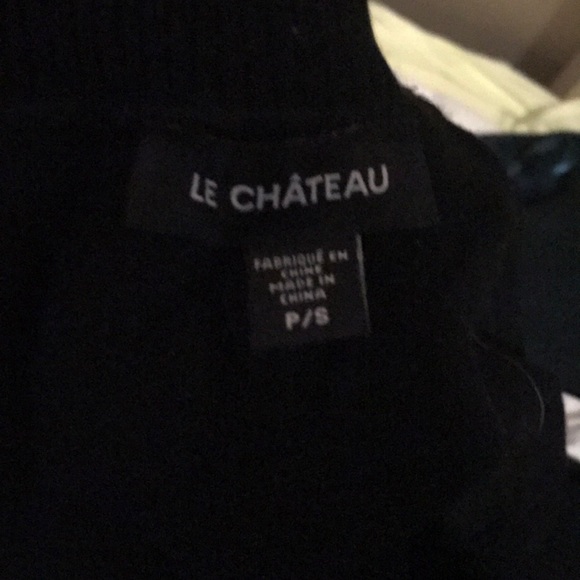 LE CHÂTEAU
FABRIQUÉ EN
CHINE
MADE IN
CHINA
P/S